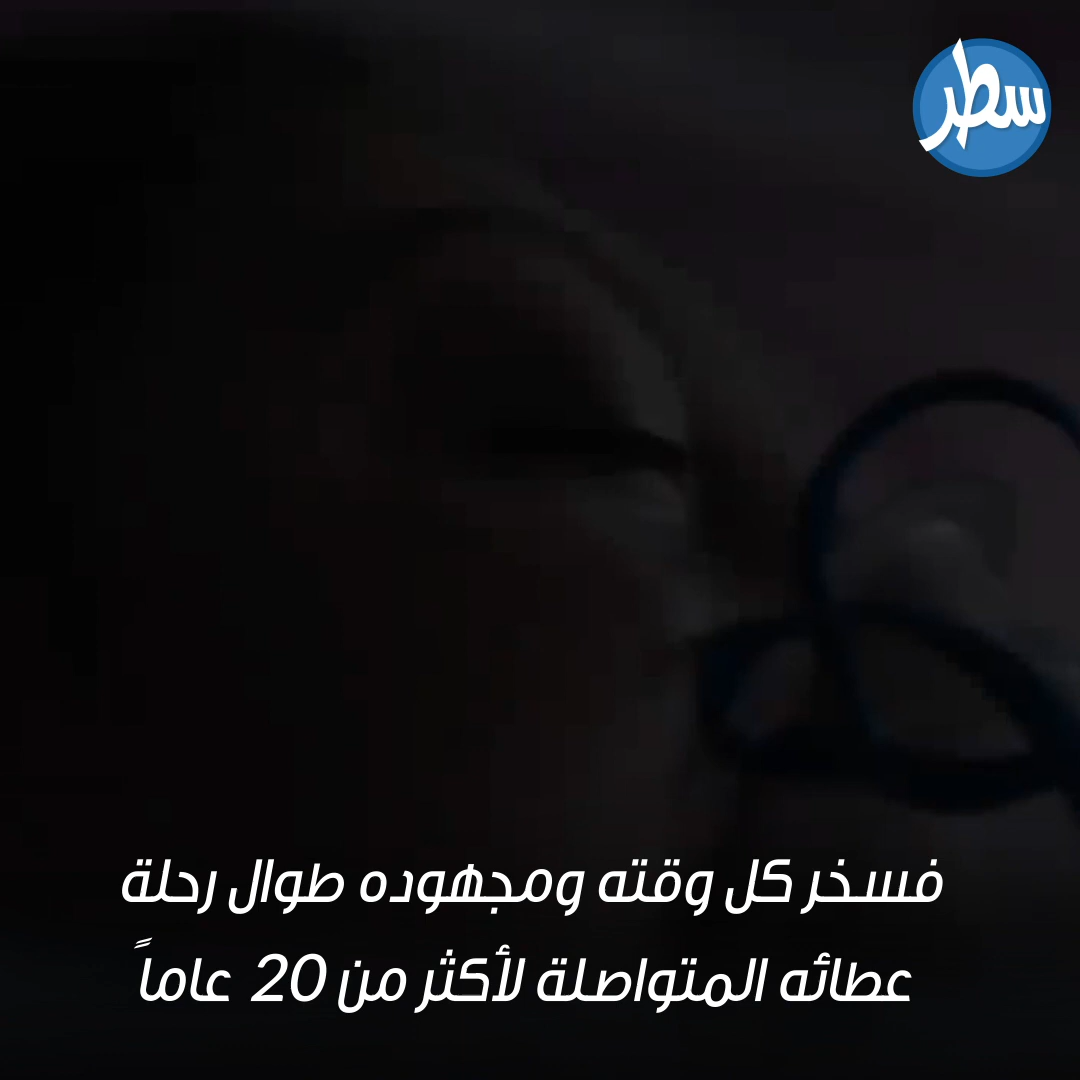 سطر
فسخر كل وقته ومجهوده طوال رحلة
عطائه المتواصلة لأكثر من 20 عاماً